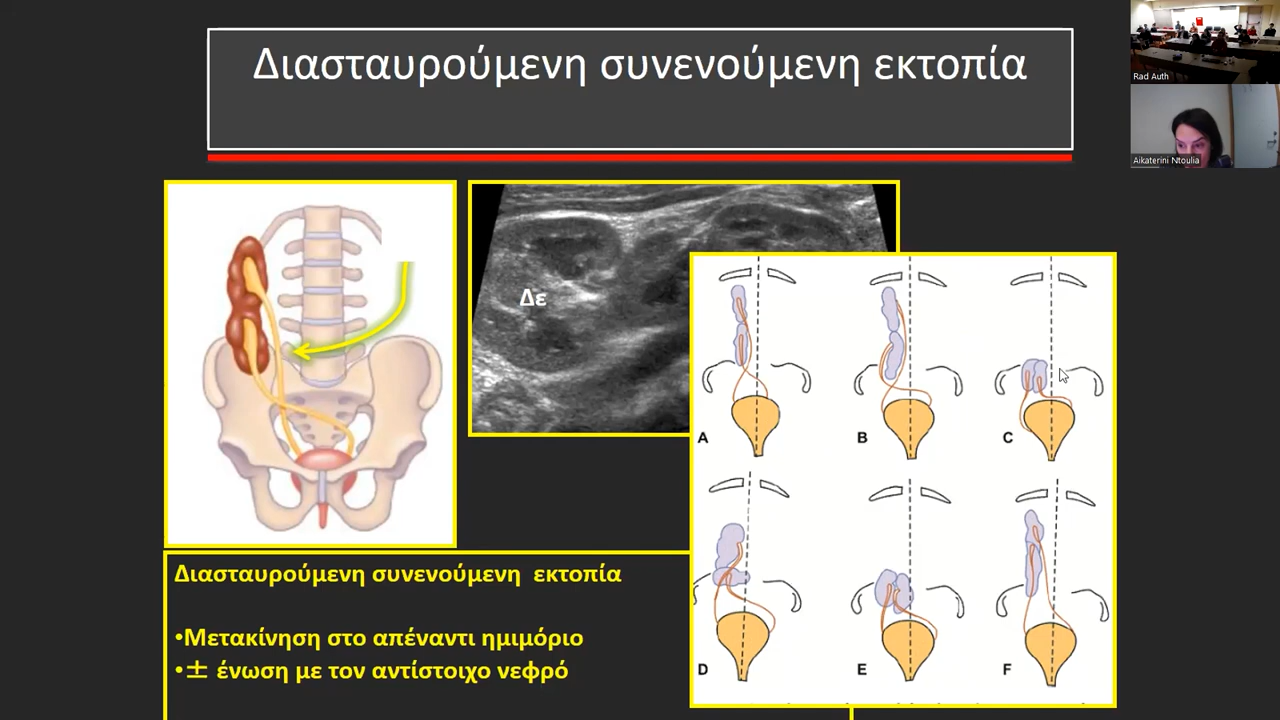 Διασταυρούμενη συνενούμενη εκτοπία
Rad Auth
Aikaterini Ntoulia
Δε
A
B
C
D
E
F
Διασταυρούμενη συνενούμενη εκτοπία
•Μετακίνηση στο απέναντι ημιμόριο
•± ένωση με τον αντίστοιχο νεφρό